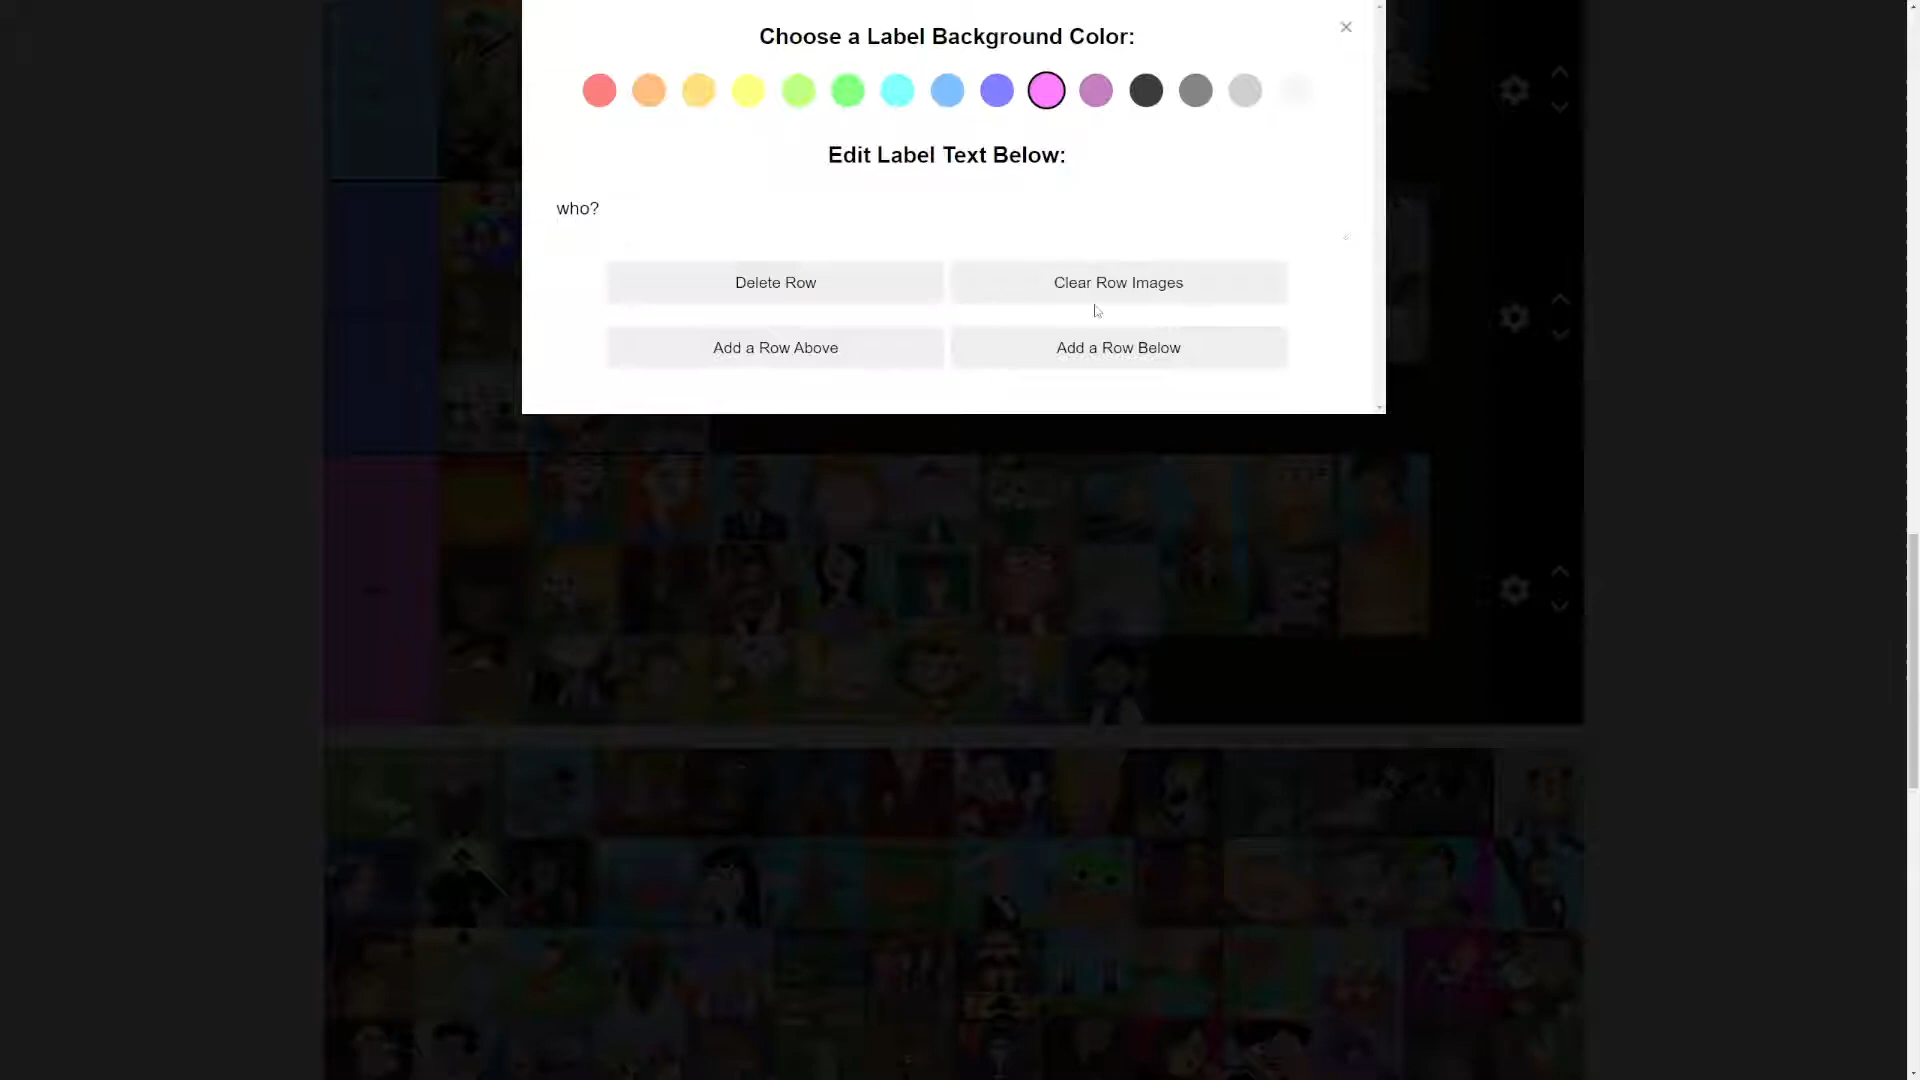 Choose a Label Background Color:
×
Edit Label Text Below:
who?
Delete Row
Clear Row Images
Add a Row Above
Add a Row Below